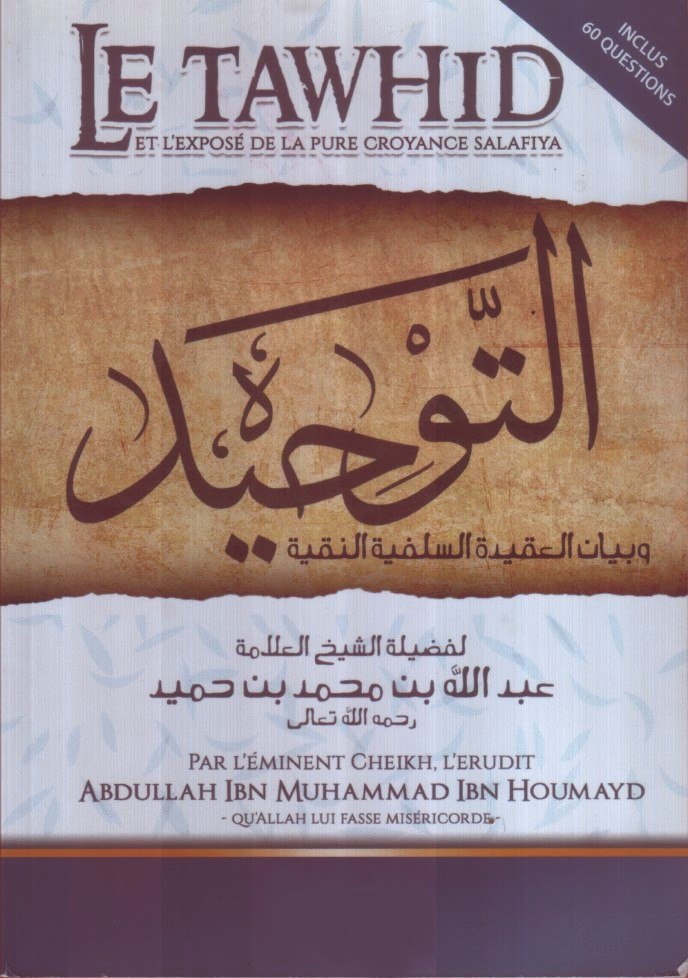 LE TAWHID
ET L'EXPOSÉ DE LA PURE CROYANCE SALAFIYA
INCLUS
60 QUESTIONS
التَّوْحِيد
وبيان العقيدة السلفية النقية
لفضيلة الشيخ العلامة
عبد الله بن محمد بن حميد
رحمه الله تعالى
PAR L'ÉMINENT CHEIKH, L'ERUDIT
ABDULLAH IBN MUHAMMAD IBN HOUMAYD
- QU'ALLAH LUI FASSE MISÉRICORDE -